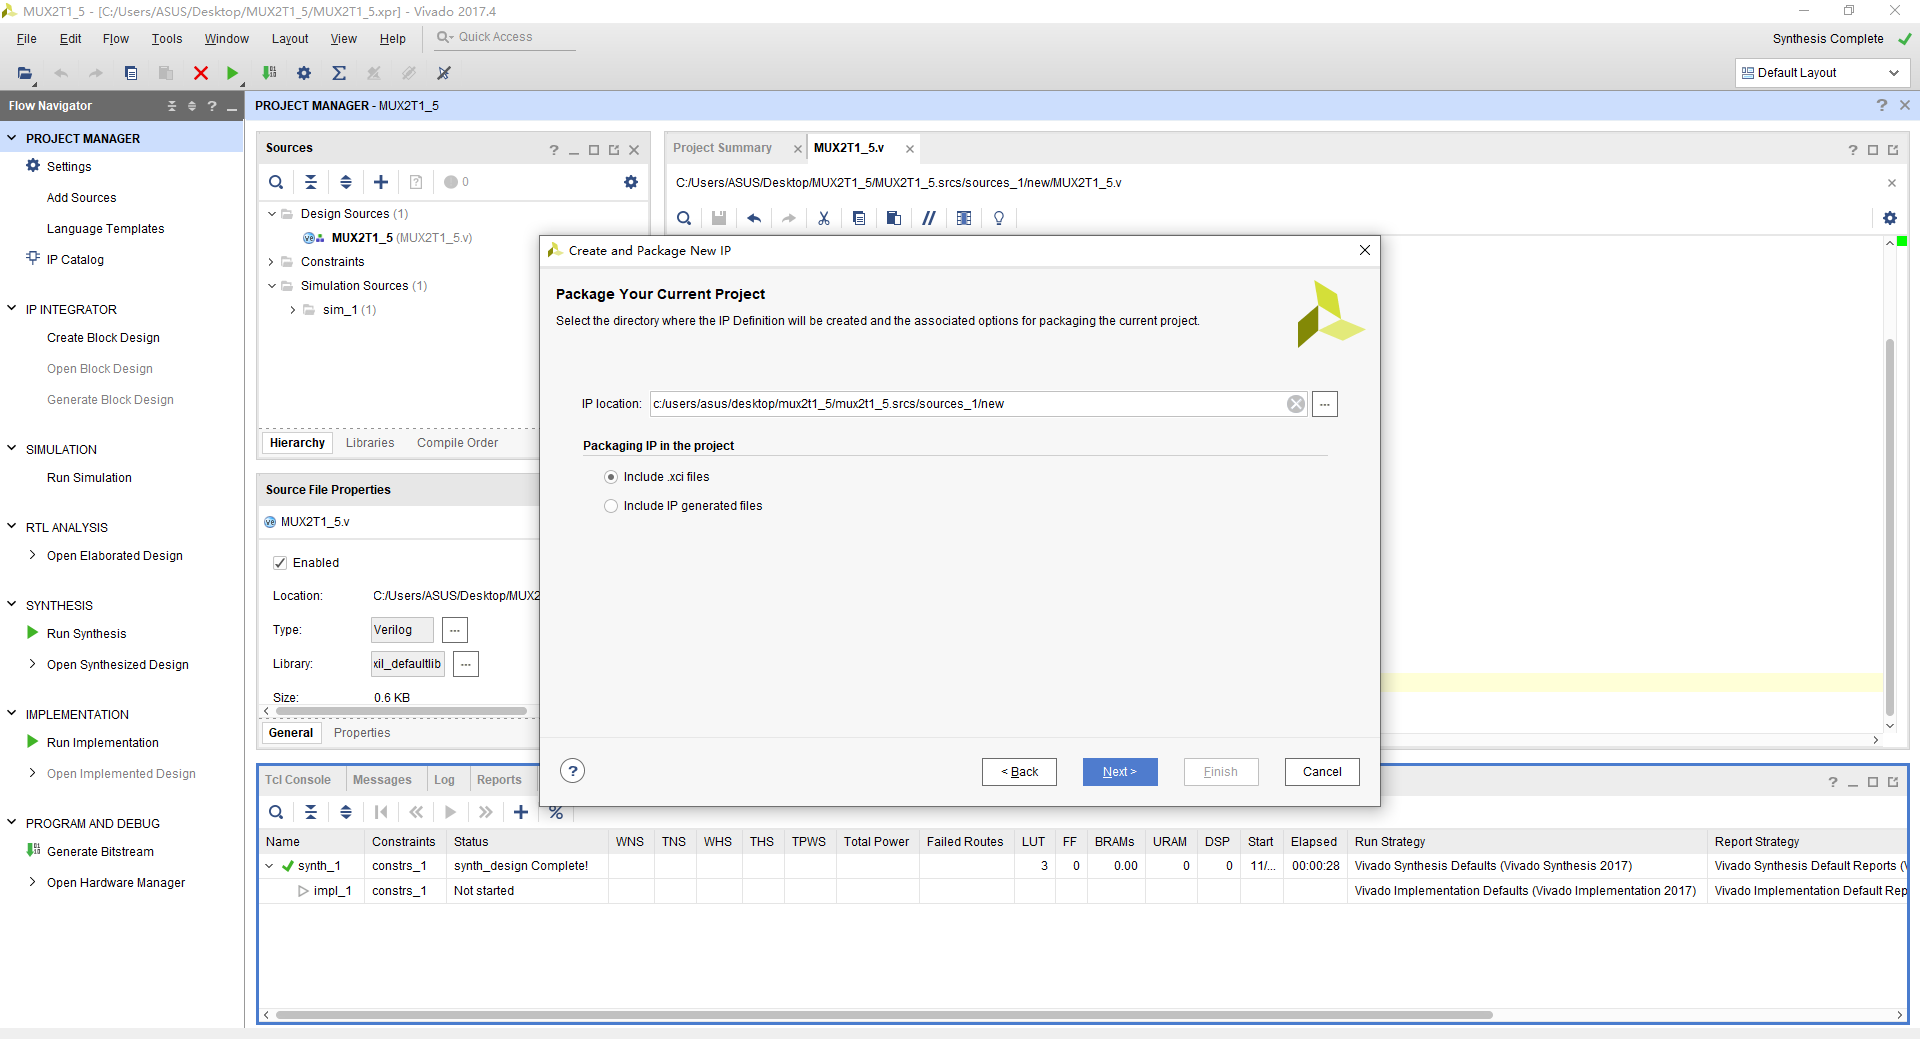 MUX2T1_5 - [C:/Users/ASUS/Desktop/MUX2T1_5/MUX2T1_5.xpr] - Vivado 2017.4
File Edit Flow Tools Window Layout View Help Quick Access
Synthesis Complete
Default Layout
Flow Navigator
PROJECT MANAGER
Settings
Add Sources
Language Templates
IP Catalog
IP INTEGRATOR
Create Block Design
Open Block Design
Generate Block Design
SIMULATION
Run Simulation
RTL ANALYSIS
Open Elaborated Design
SYNTHESIS
Run Synthesis
Open Synthesized Design
IMPLEMENTATION
Run Implementation
Open Implemented Design
PROGRAM AND DEBUG
Generate Bitstream
Open Hardware Manager
PROJECT MANAGER - MUX2T1_5
Sources
0
Design Sources (1)
MUX2T1_5 (MUX2T1_5.v)
Constraints
Simulation Sources (1)
sim_1 (1)
Hierarchy Libraries Compile Order
Source File Properties
MUX2T1_5.v
Enabled
Location: C:/Users/ASUS/Desktop/MUX2
Type: Verilog ...
Library: xil_defaultlib ...
Size: 0.6 KB
General Properties
Project Summary MUX2T1_5.v
C:/Users/ASUS/Desktop/MUX2T1_5/MUX2T1_5.srcs/sources_1/new/MUX2T1_5.v
Create and Package New IP
Package Your Current Project
Select the directory where the IP Definition will be created and the associated options for packaging the current project.
IP location: c:/users/asus/desktop/mux2t1_5/mux2t1_5.srcs/sources_1/new ...
Packaging IP in the project
Include .xci files
Include IP generated files
? < Back Next > Finish Cancel
Tcl Console Messages Log Reports
Name Constraints Status WNS TNS WHS THS TPWS Total Power Failed Routes LUT FF BRAMs URAM DSP Start Elapsed Run Strategy Report Strategy
synth_1 constrs_1 synth_design Complete! 3 0 0.00 0 0 11/... 00:00:28 Vivado Synthesis Defaults (Vivado Synthesis 2017) Vivado Synthesis Default Reports (V
impl_1 constrs_1 Not started Vivado Implementation Defaults (Vivado Implementation 2017) Vivado Implementation Default Rep